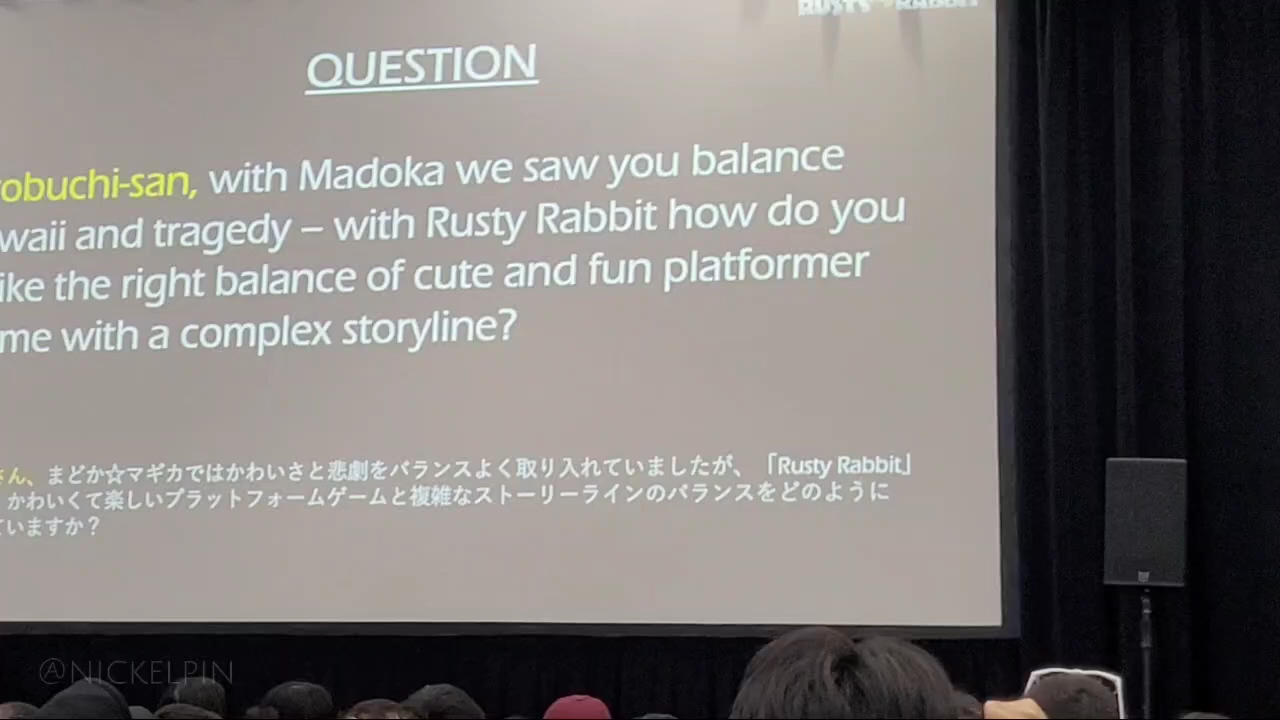 RUSTY RABBIT
QUESTION
robuchi-san, with Madoka we saw you balance
waii and tragedy – with Rusty Rabbit how do you
ike the right balance of cute and fun platformer
me with a complex storyline?
さん、まどか☆マギカではかわいさと悲劇をバランスよく取り入れていましたが、「Rusty Rabbit」
かわいくて楽しいプラットフォームゲームと複雑なストーリーラインのバランスをどのように
ていますか？
@NICKELPIN